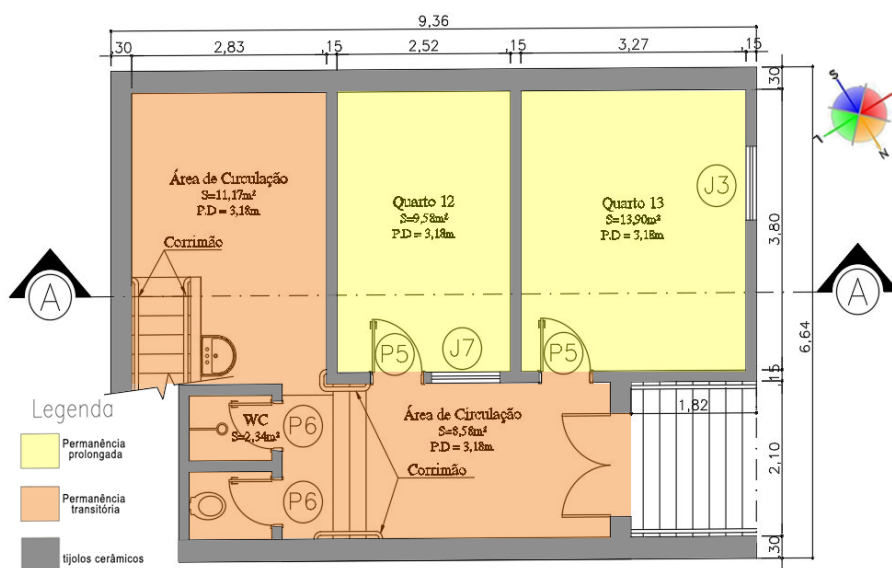 9,36
,30
2,83
,15
2,52
,15
3,27
,15
,30
S
L
N
Área de Circulação
S=11,17m²
P.D = 3,18m
Corrimão
Quarto 12
S=9,58m²
P.D = 3,18m
Quarto 13
S=13,90m²
P.D = 3,18m
J3
3,80
A
A
6,64
P5
J7
P5
,15
Legenda
Permanência
prolongada
Permanência
transitória
tijolos cerâmicos
WC
S=2,34m²
P6
P6
Área de Circulação
S=8,58m²
P.D = 3,18m
Corrimão
1,82
2,10
,30